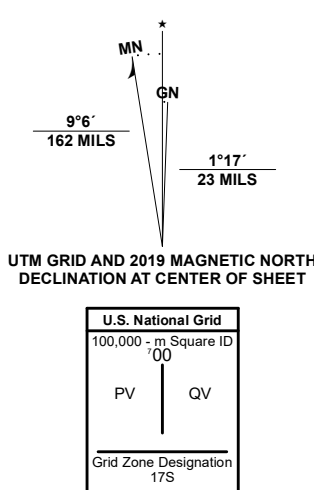 ★
MN
GN
9°6´
162 MILS
1°17´
23 MILS
UTM GRID AND 2019 MAGNETIC NORTH
DECLINATION AT CENTER OF SHEET
U.S. National Grid
100,000 - m Square ID
⁷00
PV QV
Grid Zone Designation
17S